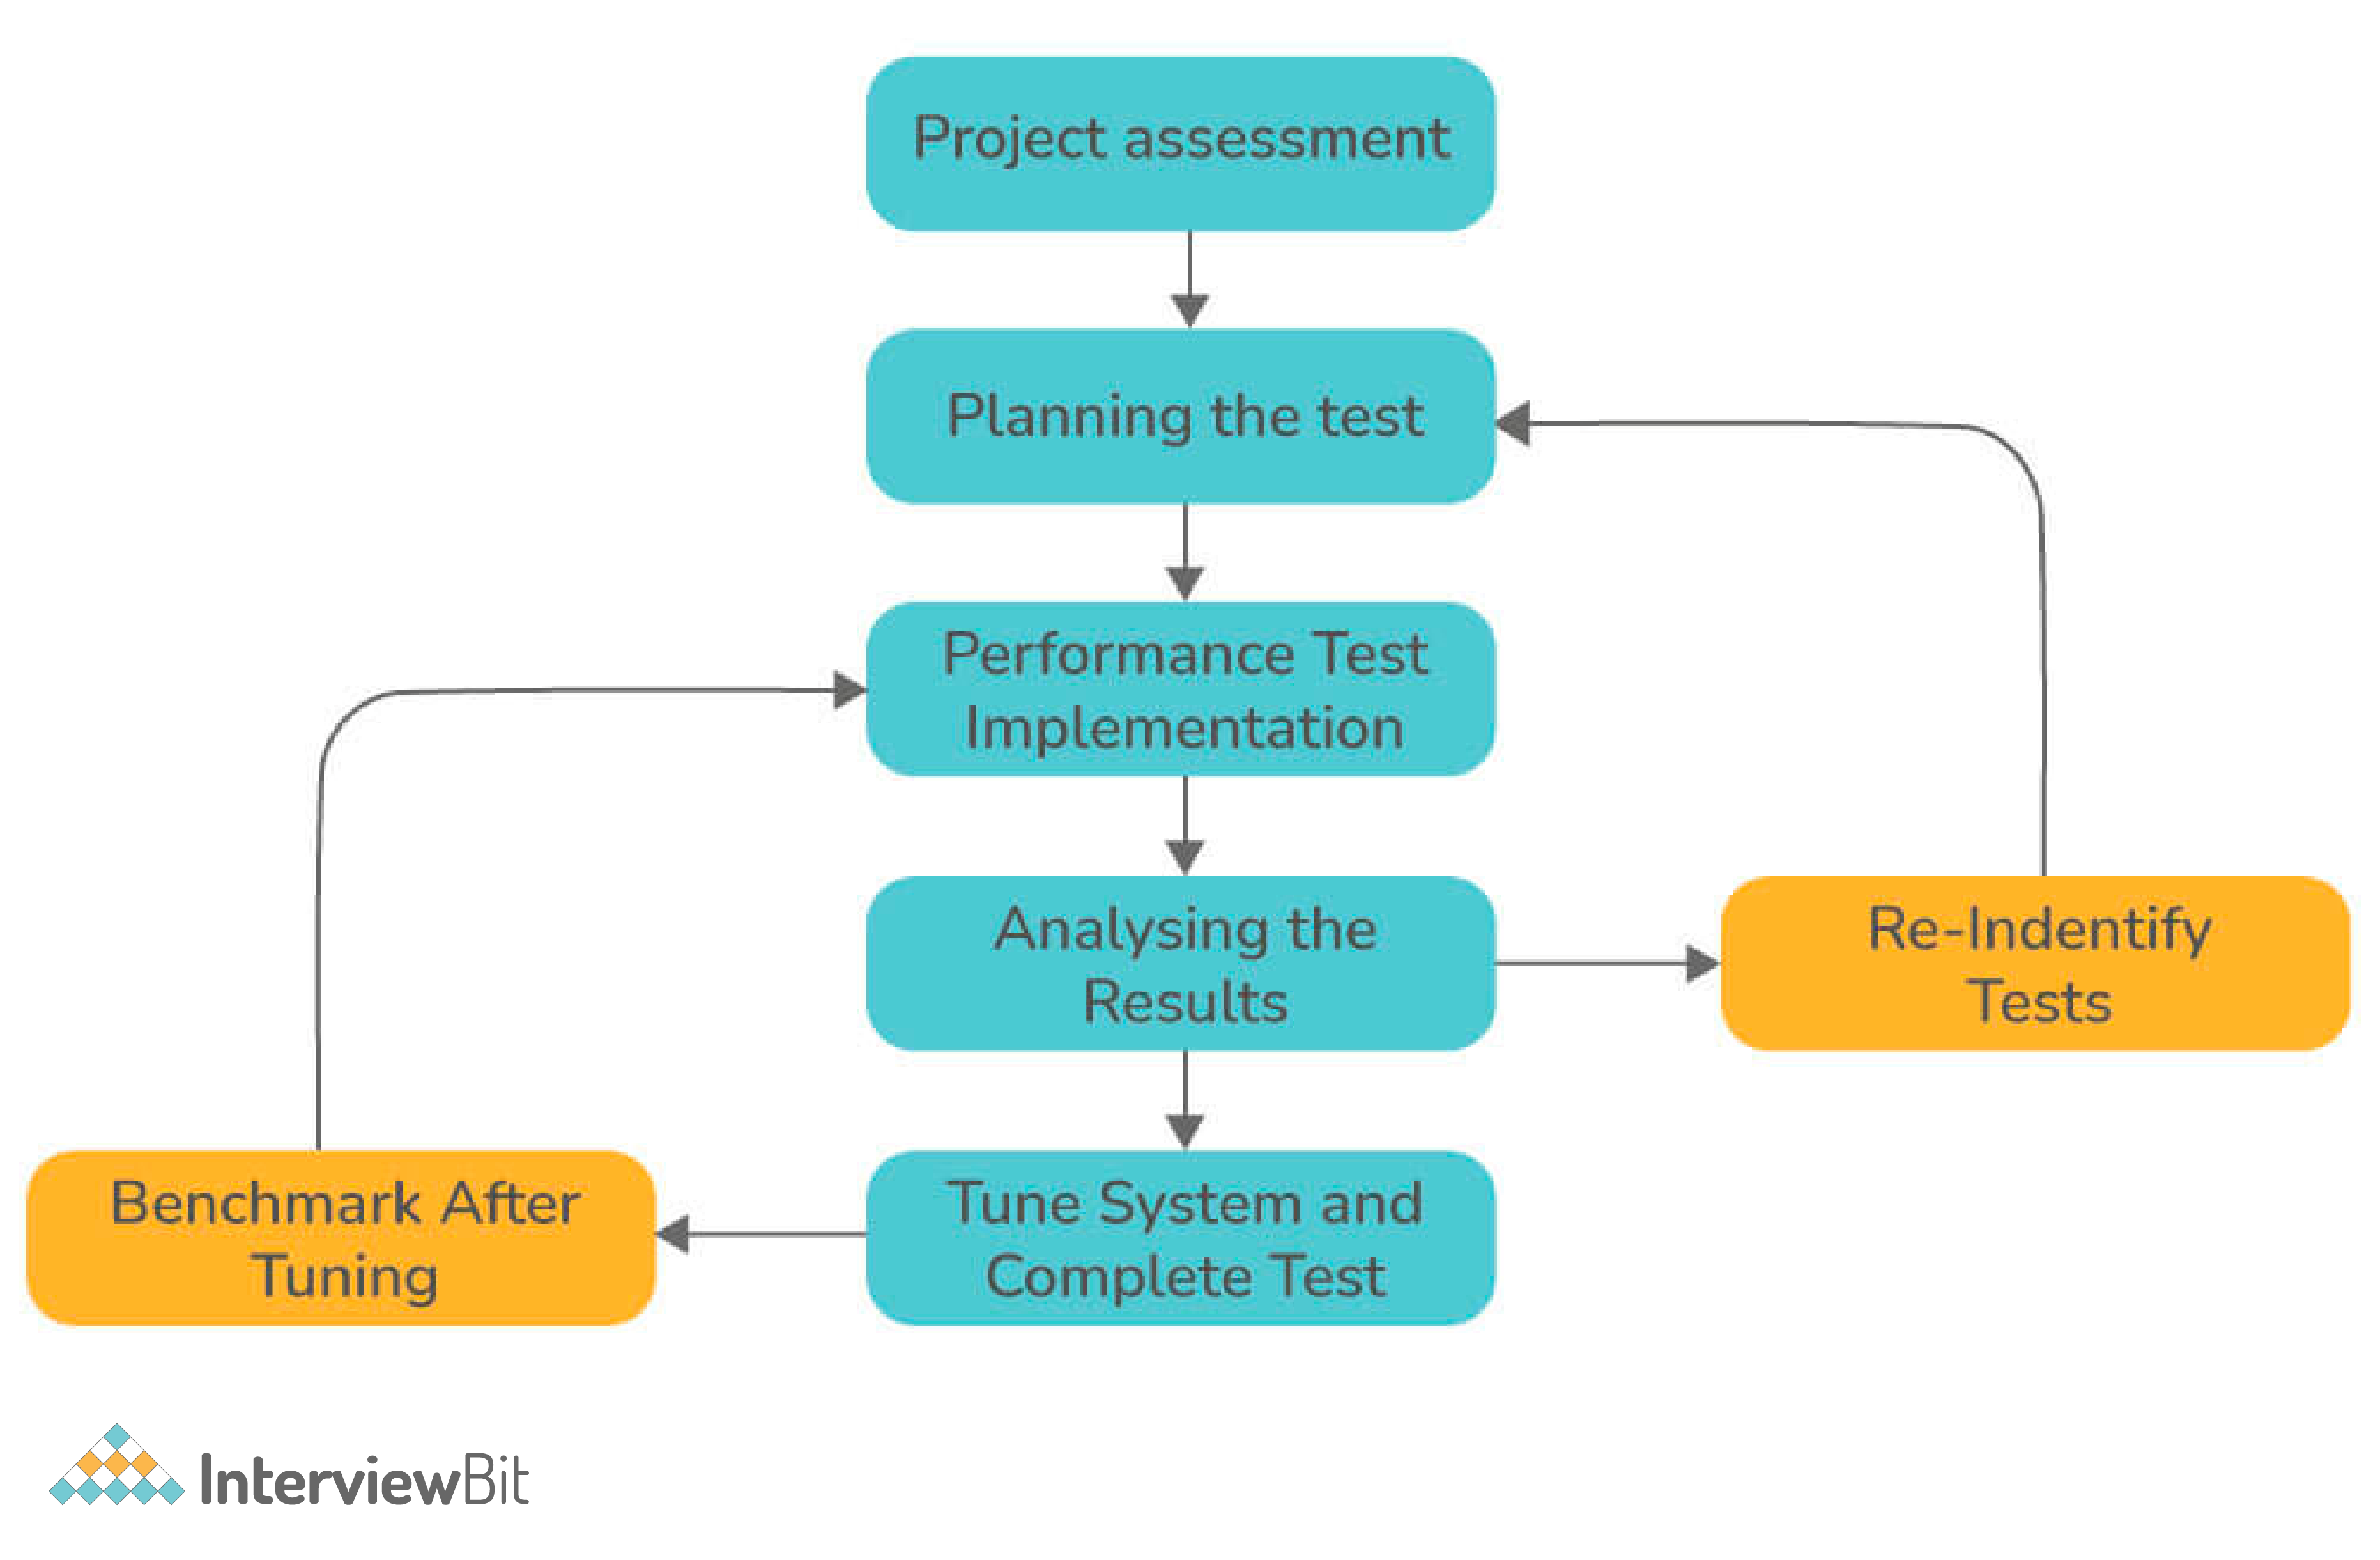 Project assessment
Planning the test
Performance Test
Implementation
Analysing the
Results
Re-Indentify
Tests
Benchmark After
Tuning
Tune System and
Complete Test
InterviewBit